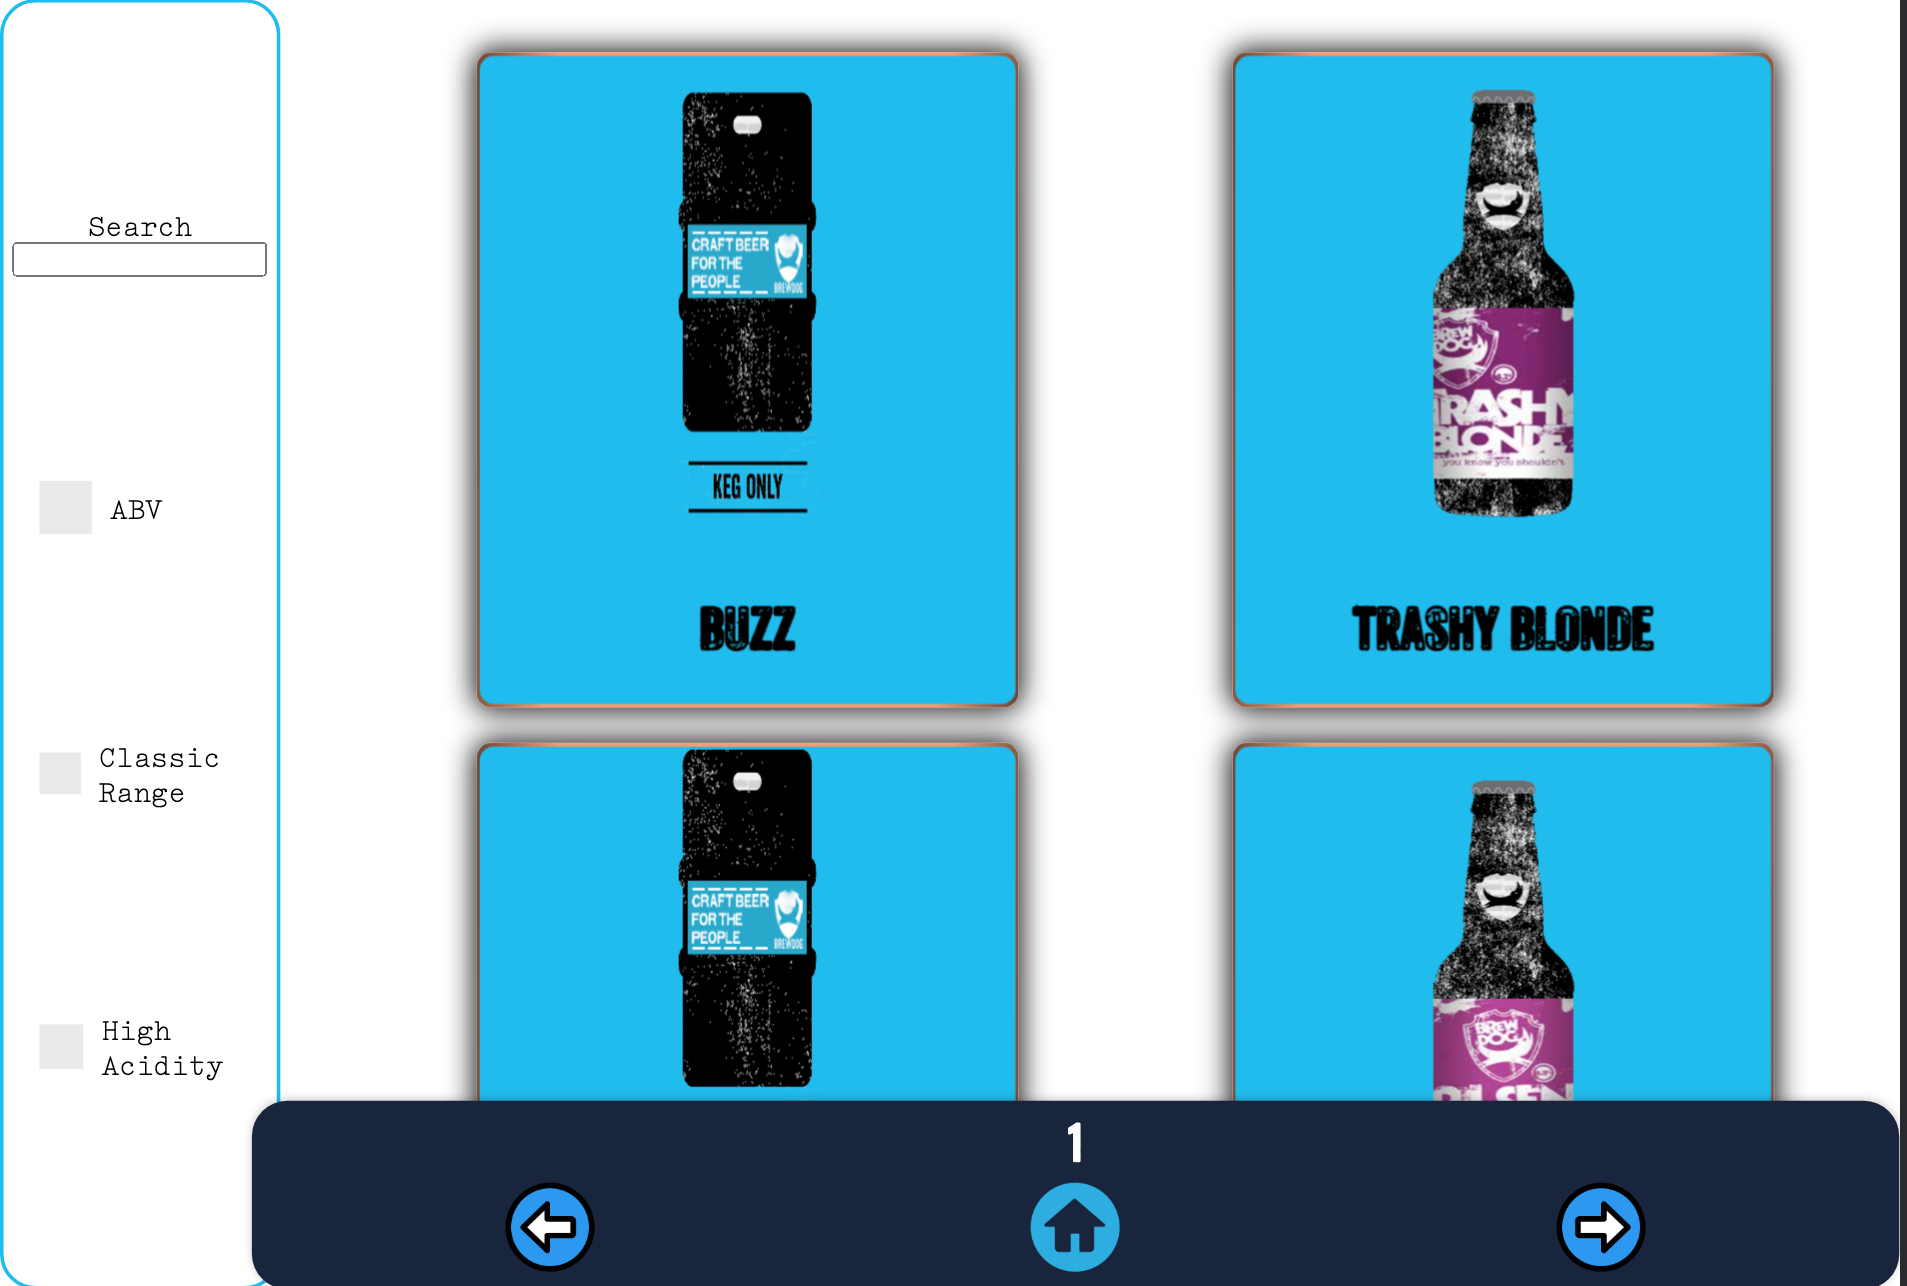 Search
ABV
Classic
Range
High
Acidity
CRAFT BEER
FOR THE
PEOPLE
BREWDOG
KEG ONLY
BUZZ
BREW
DOG
TRASHY
BLONDE
you know you shouldn't
TRASHY BLONDE
CRAFT BEER
FOR THE
PEOPLE
BREWDOG
BREW
DOG
1